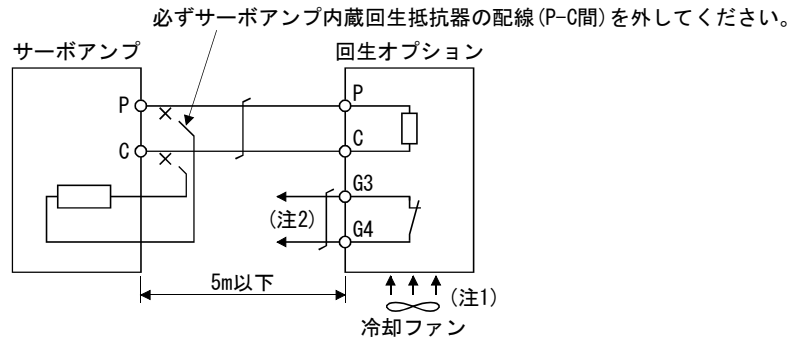 必ずサーボアンプ内蔵回生抵抗器の配線(P-C間)を外してください。
サーボアンプ
回生オプション
P
P
C
C
G3
(注2)
G4
5m以下
(注1)
冷却ファン